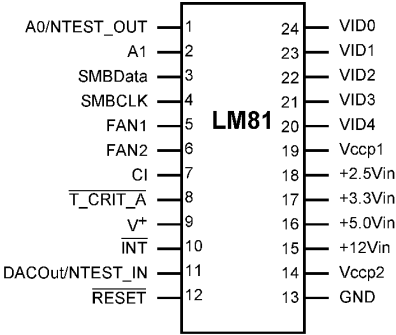 A0/NTEST_OUT 1 24 VID0
A1 2 23 VID1
SMBData 3 22 VID2
SMBCLK 4 21 VID3
FAN1 5 LM81 20 VID4
FAN2 6 19 Vccp1
CI 7 18 +2.5Vin
T_CRIT_A 8 17 +3.3Vin
V+ 9 16 +5.0Vin
INT 10 15 +12Vin
DACOut/NTEST_IN 11 14 Vccp2
RESET 12 13 GND